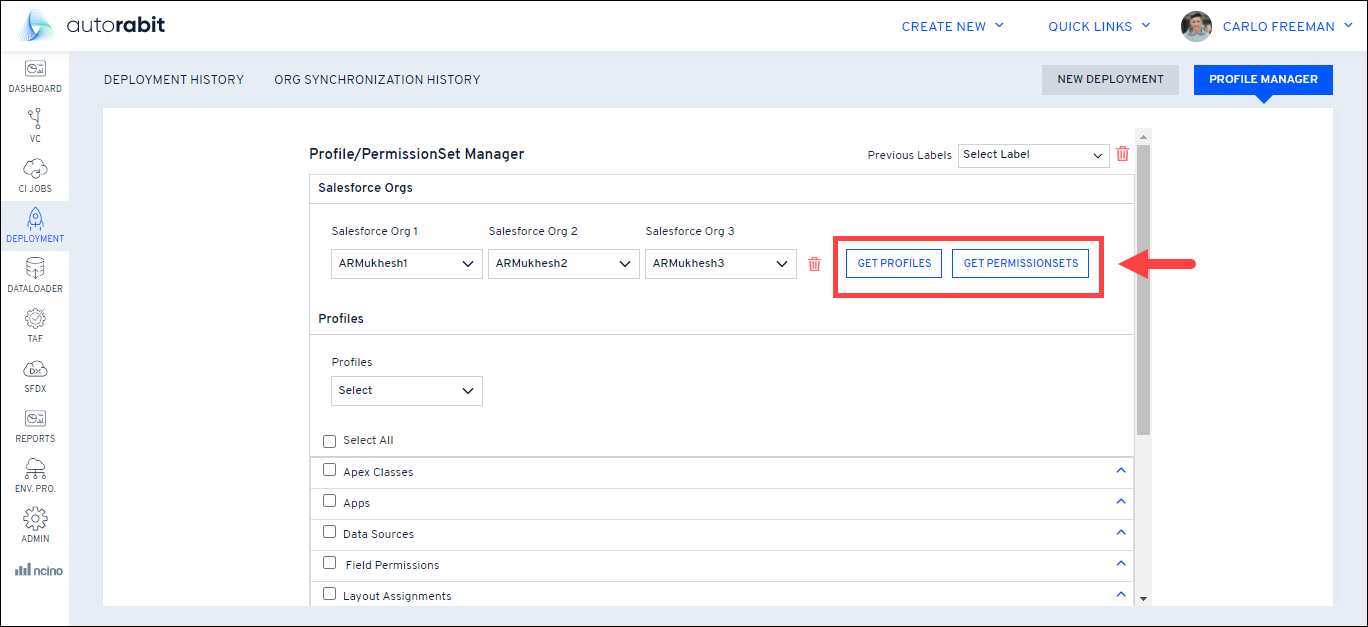 autorabit
CREATE NEW
QUICK LINKS
CARLO FREEMAN
DASHBOARD
VC
CI JOBS
DEPLOYMENT
DATALOADER
TAF
DX
SFDX
REPORTS
ENV. PRO.
ADMIN
ncino
DEPLOYMENT HISTORY
ORG SYNCHRONIZATION HISTORY
NEW DEPLOYMENT
PROFILE MANAGER
Profile/PermissionSet Manager
Previous Labels
Select Label
Salesforce Orgs
Salesforce Org 1
Salesforce Org 2
Salesforce Org 3
ARMukhesh1
ARMukhesh2
ARMukhesh3
GET PROFILES
GET PERMISSIONSETS
Profiles
Profiles
Select
Select All
Apex Classes
Apps
Data Sources
Field Permissions
Layout Assignments